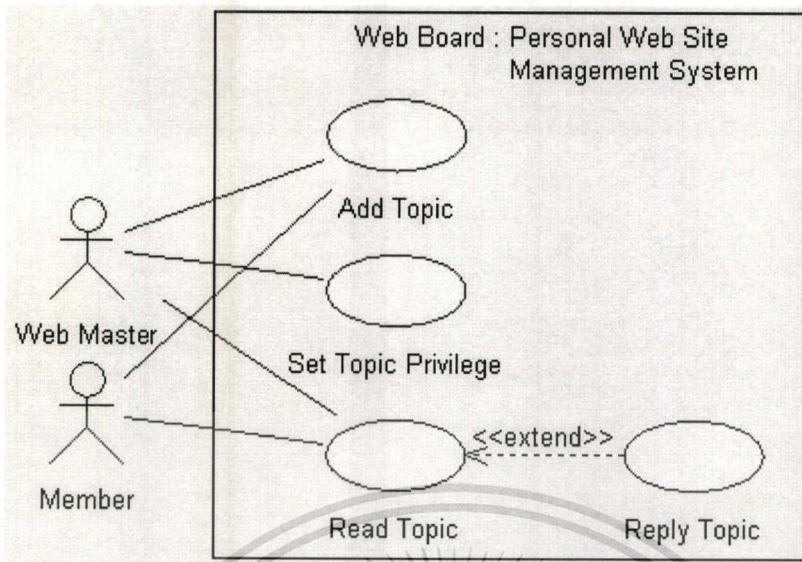 Web Board : Personal Web Site
Management System
Add Topic
Web Master
Set Topic Privilege
Member
<<extend>>
Read Topic
Reply Topic